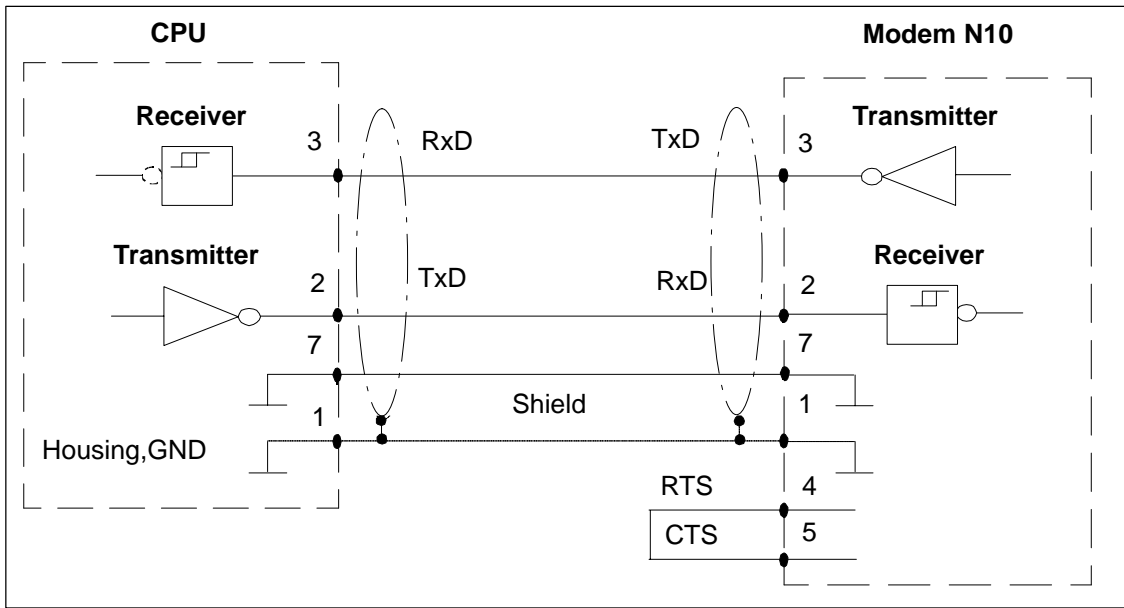 CPU
Modem N10
Receiver
Transmitter
3
RxD
TxD
3
Transmitter
Receiver
2
TxD
RxD
2
7
7
Shield
1
1
Housing,GND
RTS
4
CTS
5